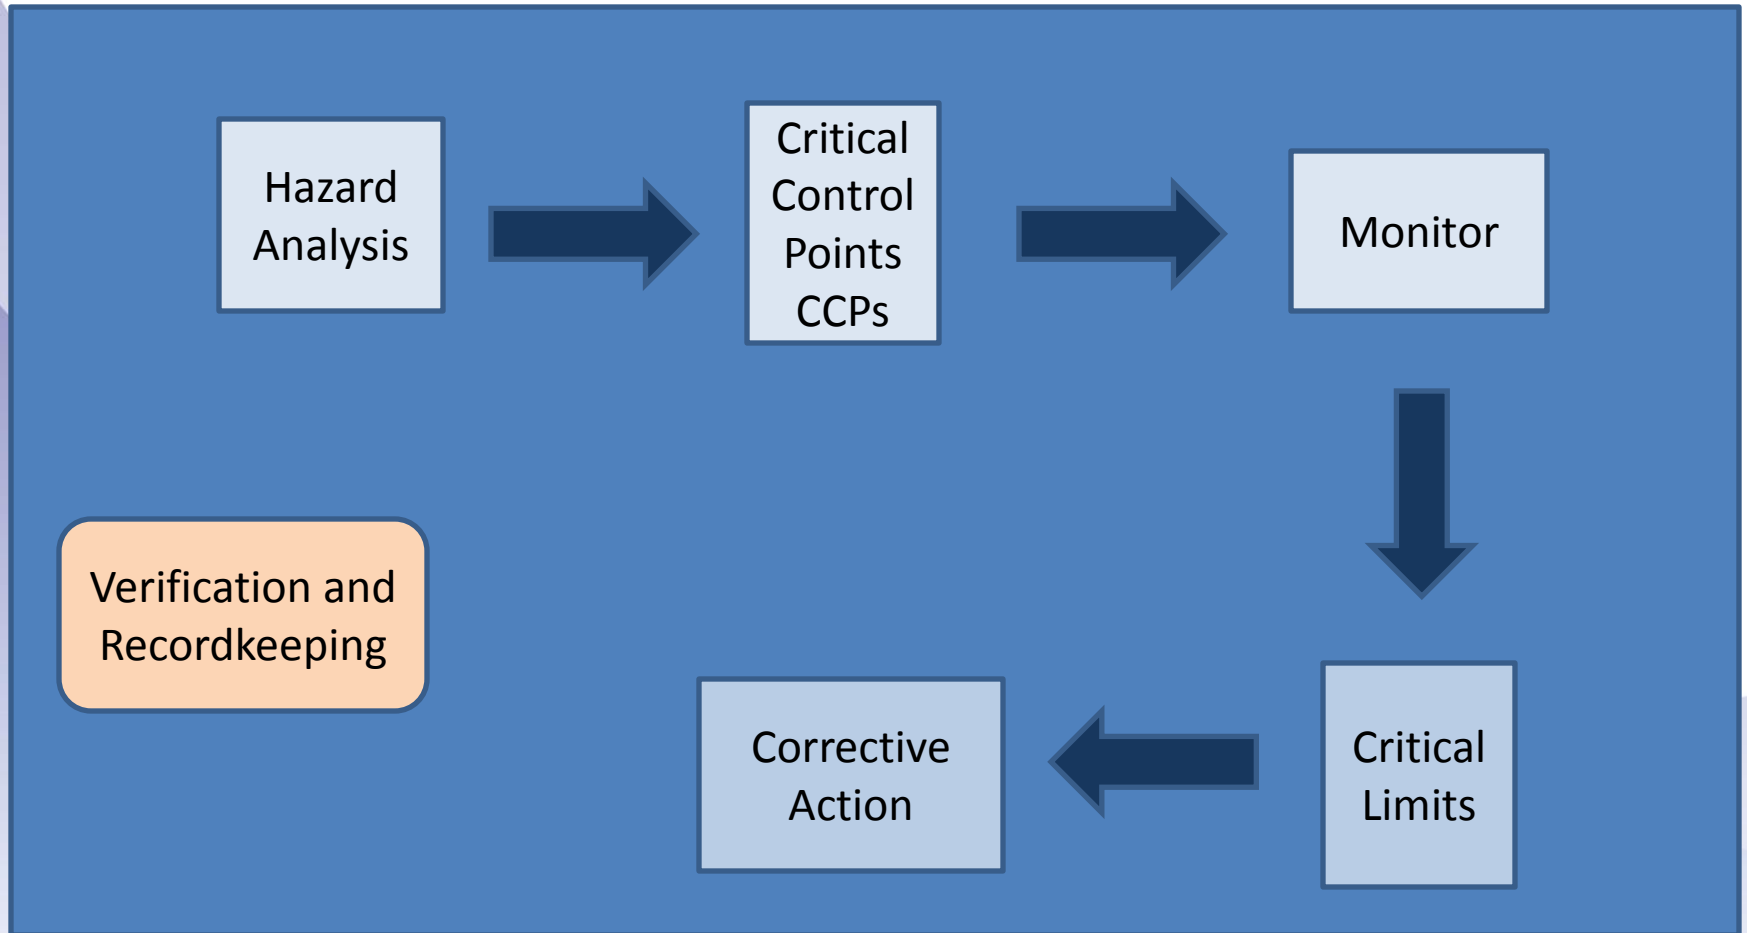 Hazard
Analysis
Critical
Control
Points
CCPs
Monitor
Verification and
Recordkeeping
Corrective
Action
Critical
Limits